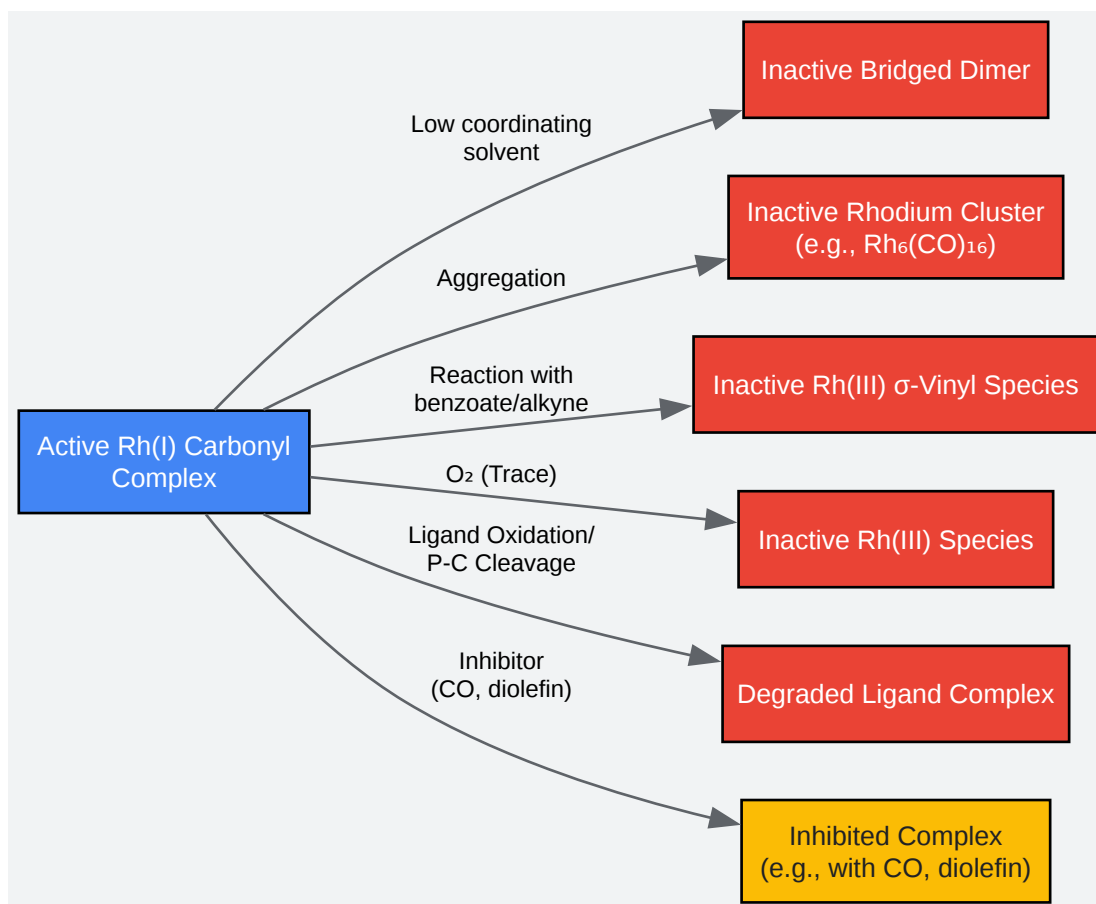 Inactive Bridged Dimer
Low coordinating
solvent
Inactive Rhodium Cluster
(e.g., Rh₆(CO)₁₆)
Aggregation
Reaction with
benzoate/alkyne
Inactive Rh(III) σ-Vinyl Species
Active Rh(I) Carbonyl
Complex
O₂ (Trace)
Inactive Rh(III) Species
Ligand Oxidation/
P-C Cleavage
Degraded Ligand Complex
Inhibitor
(CO, diolefin)
Inhibited Complex
(e.g., with CO, diolefin)